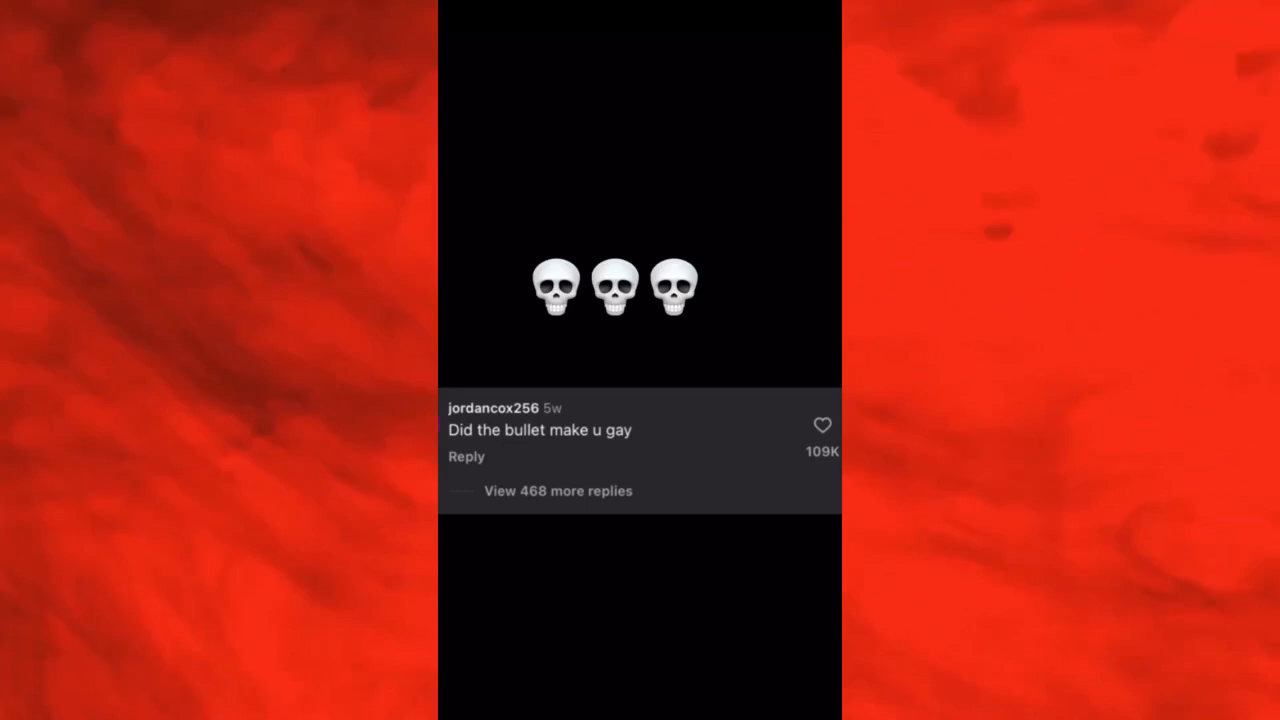 💀💀💀
jordancox256 5w
Did the bullet make u gay
109K
Reply
View 468 more replies